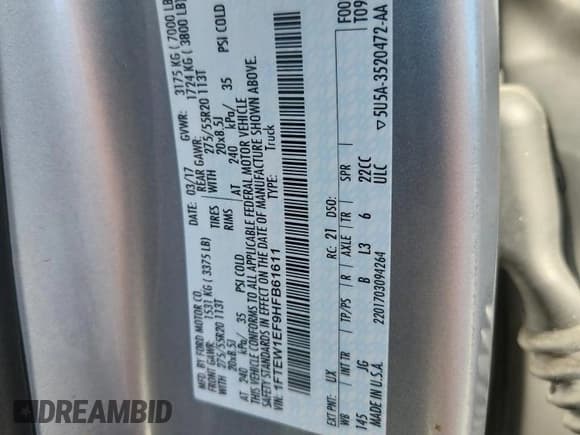 MFD. BY FORD MOTOR CO.
DATE: 03/17 GVWR: 3175 KG ( 7000 LB
FRONT GAWR: 1531 KG ( 3375 LB) REAR GAWR: 1724 KG ( 3800 LB)
275/55R20 113T TIRES WITH 275/55R20 113T
20x8.5J RIMS 20x8.5J
AT 240 kPa/ 35 PSI COLD AT 240 kPa/ 35 PSI COLD
THIS VEHICLE CONFORMS TO ALL APPLICABLE FEDERAL MOTOR VEHICLE
SAFETY STANDARDS IN EFFECT ON THE DATE OF MANUFACTURE SHOWN ABOVE.
VIN: 1FTEW1EF9HFB61611 TYPE: Truck
F00
T09
EXT PNT: UX RC: 21 DSO:
WB INT TR TP/PS R AXLE TR SPR
145 JG B L3 6 22CC
ULC
MADE IN U.S.A. 2201703094264
▽5U5A-3520472-AA
DREAMBID